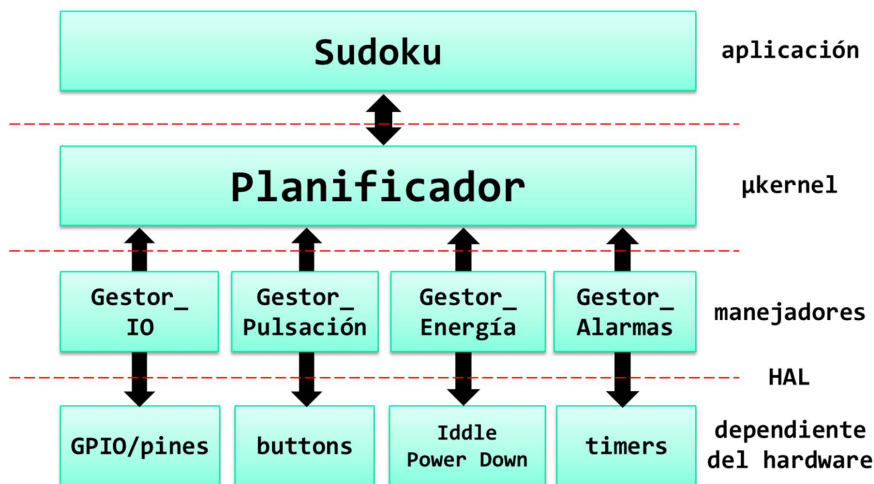 Sudoku
aplicación
Planificador
μkernel
Gestor_
IO
Gestor_
Pulsación
Gestor_
Energía
Gestor_
Alarmas
manejadores
HAL
GPIO/pines
buttons
Iddle
Power Down
timers
dependiente
del hardware